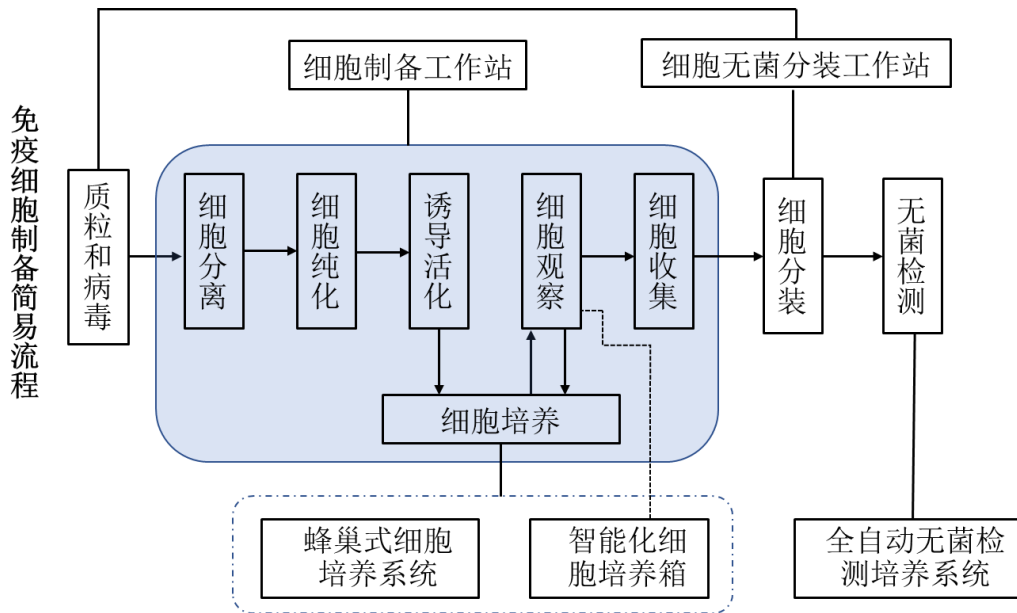 细胞制备工作站
细胞无菌分装工作站
免疫细胞制备简易流程
质粒和病毒
细胞分离
细胞纯化
诱导活化
细胞观察
细胞收集
细胞分装
无菌检测
细胞培养
蜂巢式细胞
培养系统
智能化细
胞培养箱
全自动无菌检
测培养系统